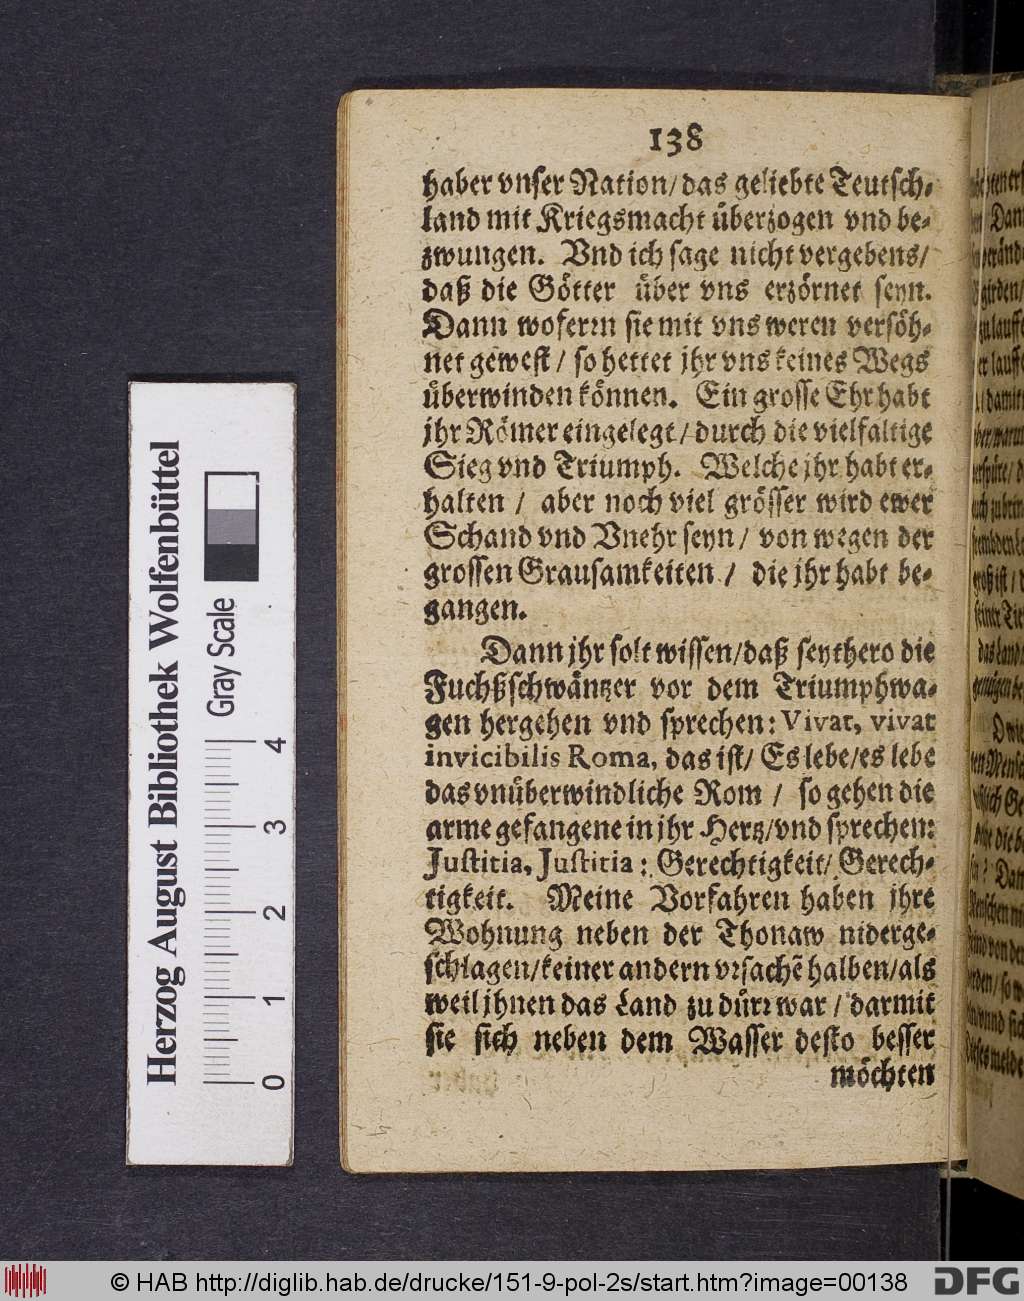 138
haber vnser Nation/das geliebte Teutsch-
land mit Kriegsmacht überzogen vnd be-
zwungen. Vnd ich sage nicht vergebens/
daß die Götter über vns erzörnet seyn.
Dann woferrn sie mit vns weren versöh-
net gewest / so hettet jhr vns keines Wegs
überwinden können. Ein grosse Ehr habt
jhr Römer eingelegt/durch die vielfaltige
Sieg vnd Triumph. Welche jhr habt er-
halten / aber noch viel grösser wird ewer
Schand vnd Vnehr seyn/ von wegen der
grossen Grausamkeiten / die jhr habt be-
gangen.
Dann jhr solt wissen/daß seythero die
Fuchßschwäntzer vor dem Triumphwa-
gen hergehen vnd sprechen: Vivat, vivat
invicibilis Roma, das ist/ Es lebe/es lebe
das vnüberwindliche Rom / so gehen die
arme gefangene in jhr Hertz/vnd sprechen:
Justitia, Justitia : Gerechtigkeit/ Gerech-
tigkeit. Meine Vorfahren haben jhre
Wohnung neben der Thonaw niderge-
schlagen/keiner andern vrsachẽ halben/als
weil jhnen das Land zu dürr war / darmit
sie sich neben dem Wasser desto besser
möchten
Herzog August Bibliothek Wolfenbüttel
Gray Scale
0 1 2 3 4
© HAB http://diglib.hab.de/drucke/151-9-pol-2s/start.htm?image=00138
DFG